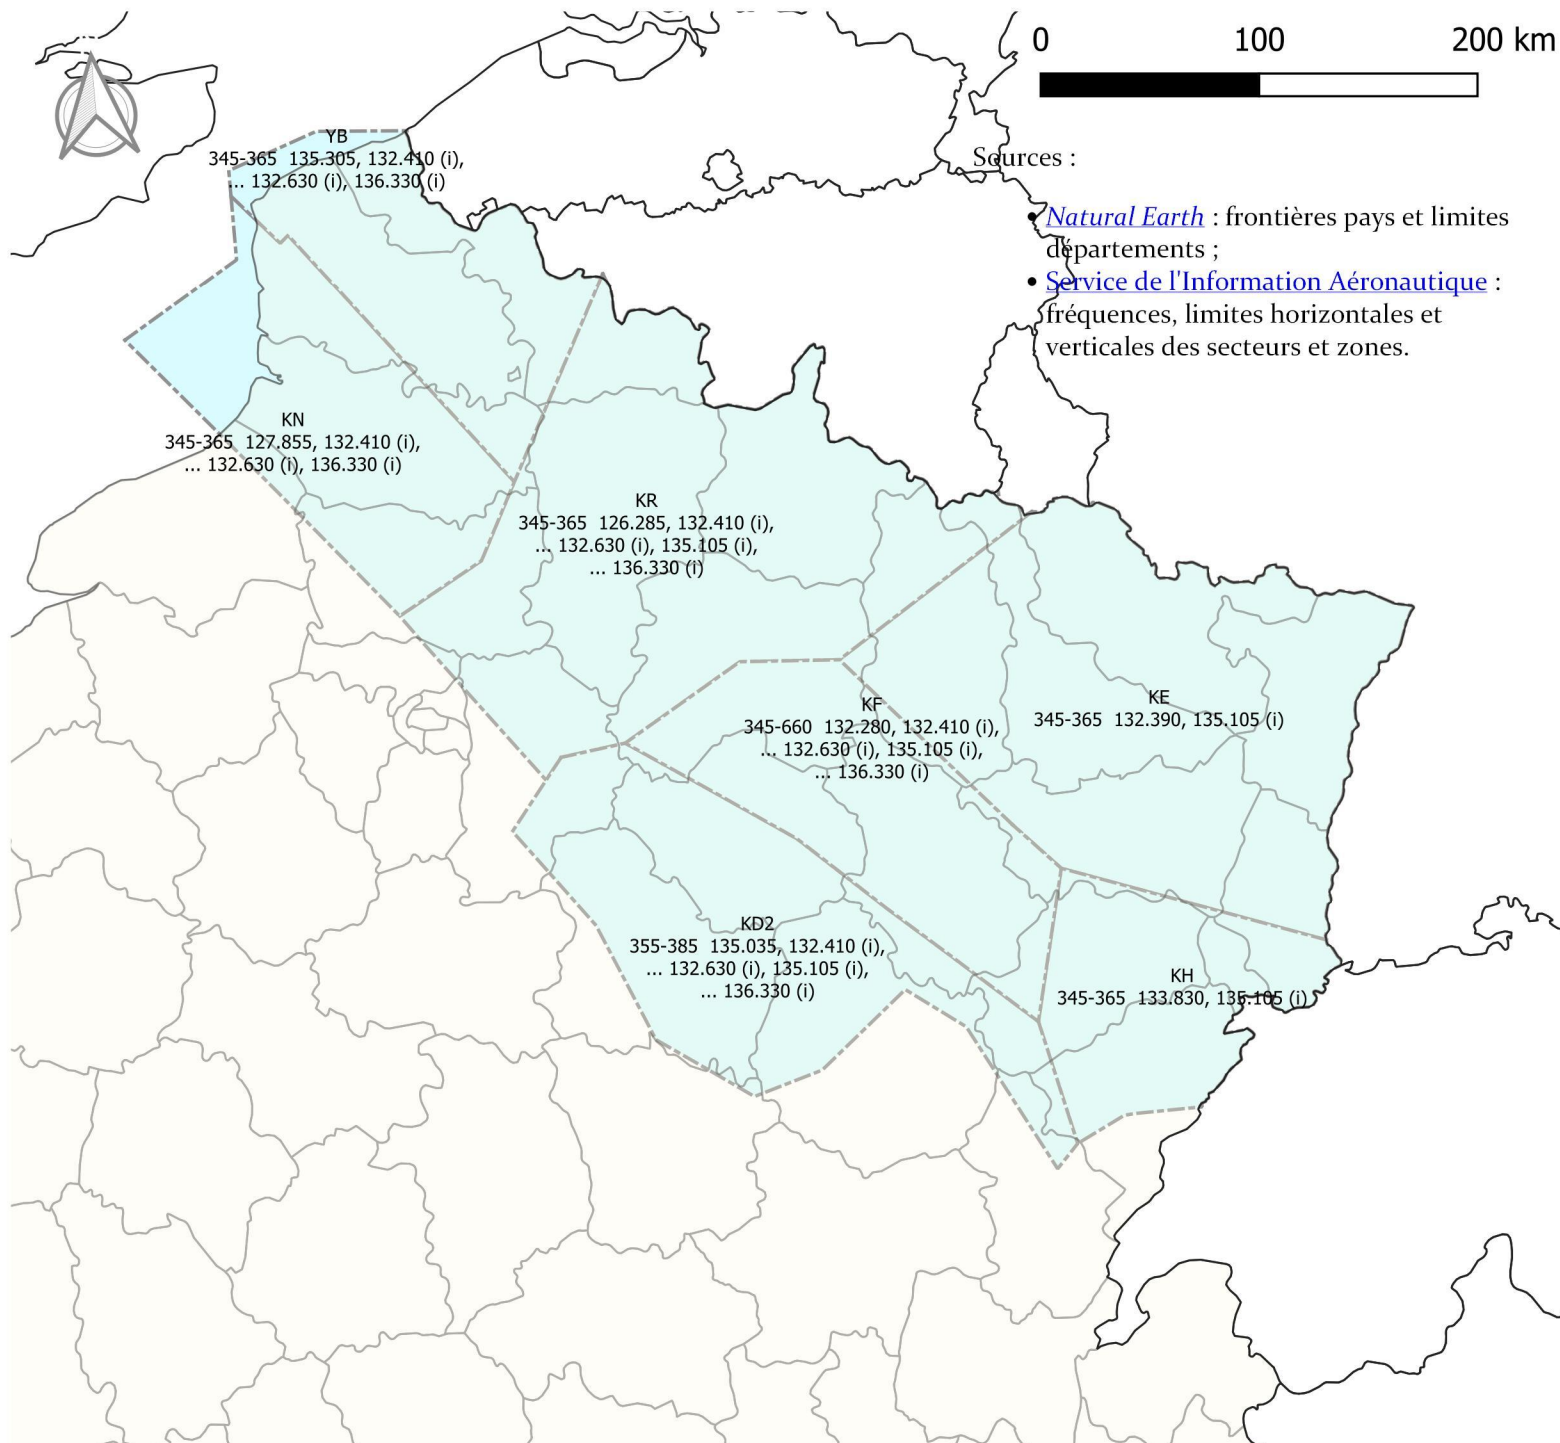 0 100 200 km
Sources :
• Natural Earth : frontières pays et limites
départements ;
• Service de l'Information Aéronautique :
fréquences, limites horizontales et
verticales des secteurs et zones.
YB
345-365 135.305, 132.410 (i),
... 132.630 (i), 136.330 (i)
KN
345-365 127.855, 132.410 (i),
... 132.630 (i), 136.330 (i)
KR
345-365 126.285, 132.410 (i),
... 132.630 (i), 135.105 (i),
... 136.330 (i)
KF
345-660 132.280, 132.410 (i),
... 132.630 (i), 135.105 (i),
... 136.330 (i)
KE
345-365 132.390, 135.105 (i)
KD2
355-385 135.035, 132.410 (i),
... 132.630 (i), 135.105 (i),
... 136.330 (i)
KH
345-365 133.830, 135.105 (i)